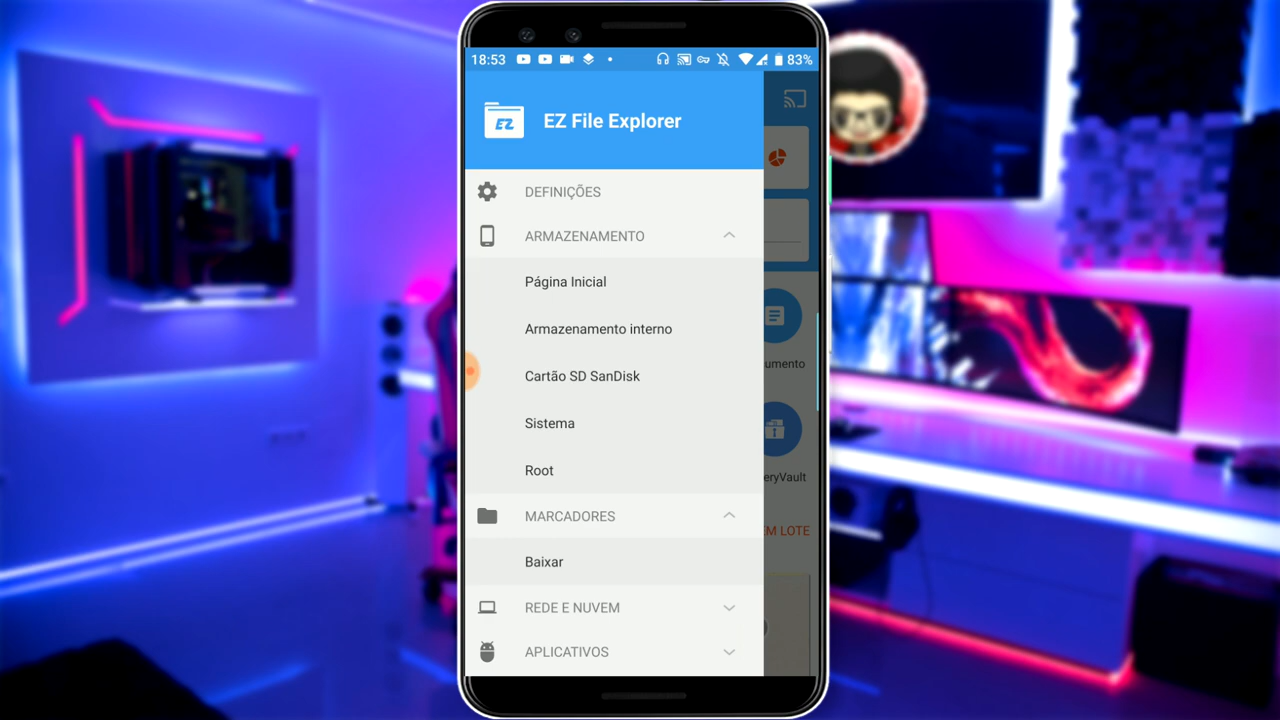 18:53
83%
EZ
EZ File Explorer
DEFINIÇÕES
ARMAZENAMENTO
Página Inicial
Armazenamento interno
umento
Cartão SD SanDisk
Sistema
Root
eryVault
MARCADORES
EM LOTE
Baixar
REDE E NUVEM
APLICATIVOS